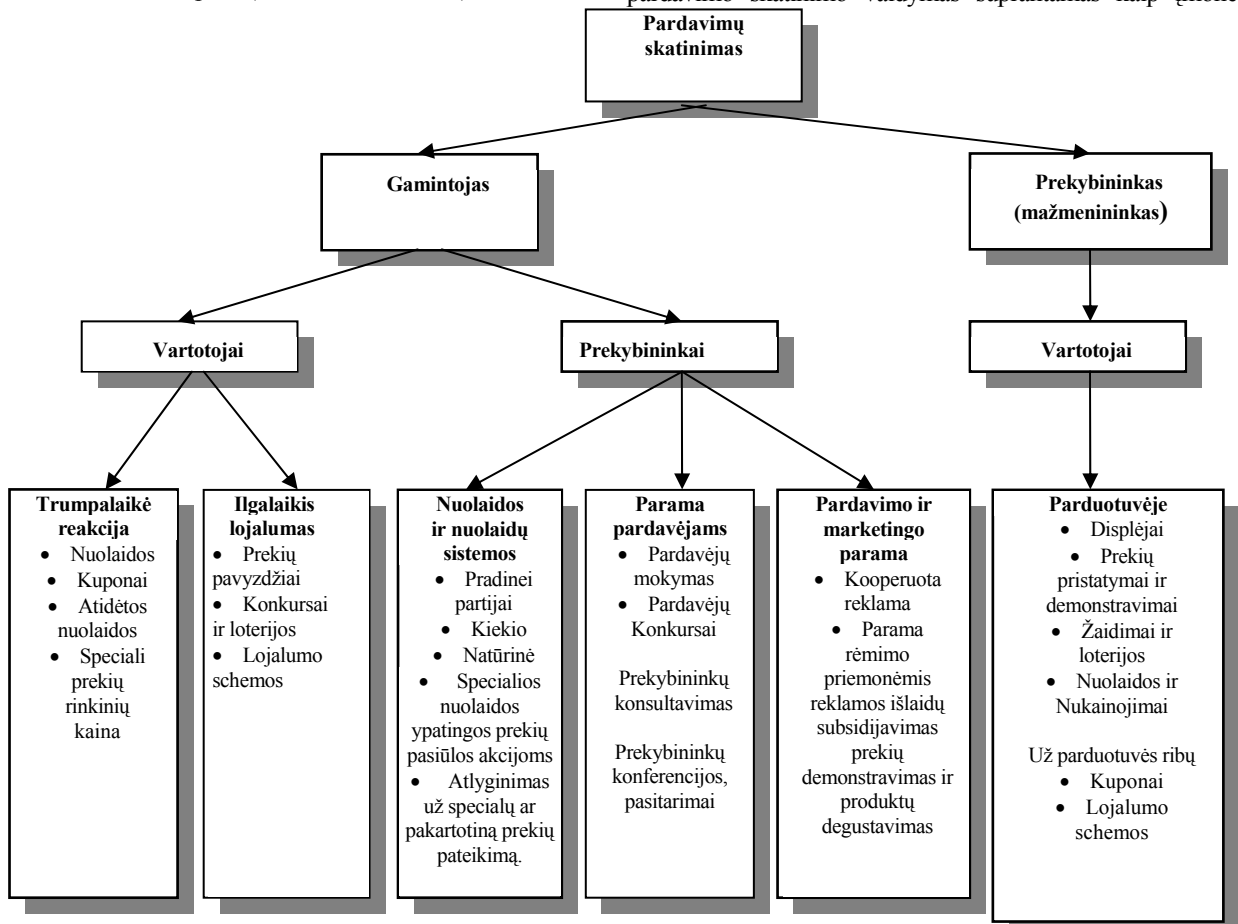 pardavimo skatinimo valdymas suprantamas kaip įmonė
Pardavimų
skatinimas
Gamintojas
Prekybininkas
(mažmenininkas)
Vartotojai
Prekybininkai
Vartotojai
Trumpalaikė
reakcija
• Nuolaidos
• Kuponai
• Atidėtos
nuolaidos
• Speciali
prekių
rinkinių
kaina
Ilgalaikis
lojalumas
• Prekių
pavyzdžiai
• Konkursai
ir loterijos
• Lojalumo
schemos
Nuolaidos
ir nuolaidų
sistemos
• Pradinei
partijai
• Kiekio
• Natūrinė
• Specialios
nuolaidos
ypatingos prekių
pasiūlos akcijoms
• Atlyginimas
už specialų ar
pakartotiną prekių
pateikimą.
Parama
pardavėjams
• Pardavėjų
mokymas
• Pardavėjų
Konkursai
Prekybininkų
konsultavimas
Prekybininkų
konferencijos,
pasitarimai
Pardavimo ir
marketingo
parama
• Kooperuota
reklama
• Parama
rėmimo
priemonėmis
reklamos išlaidų
subsidijavimas
prekių
demonstravimas ir
produktų
degustavimas
Parduotuvėje
• Displėjai
• Prekių
pristatymai ir
demonstravimai
• Žaidimai ir
loterijos
• Nuolaidos ir
Nukainojimai
Už parduotuvės ribų
• Kuponai
• Lojalumo
schemos